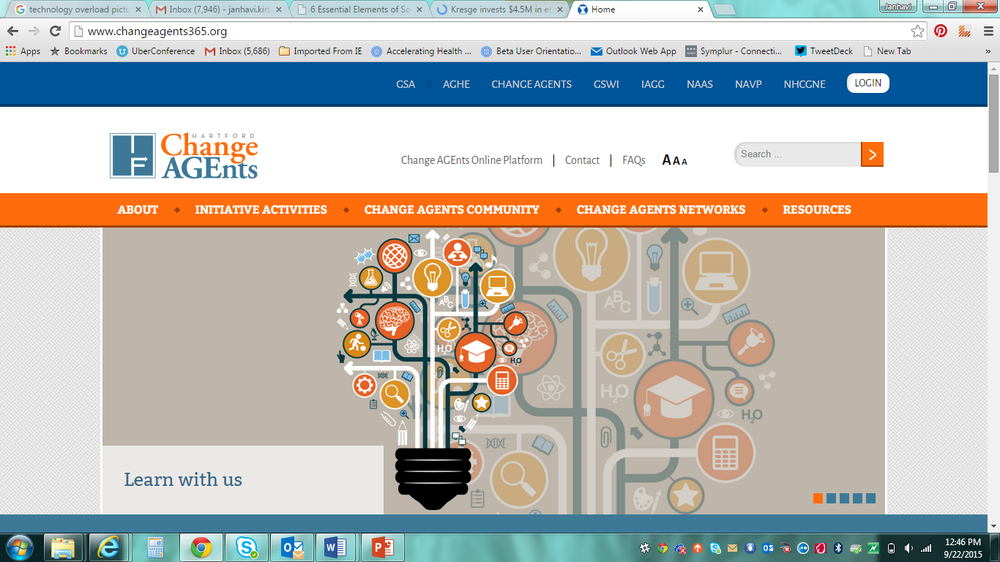 technology overload pictu
Inbox (7,946) - janhavi.kirt
6 Essential Elements of So
Kresge invests $4.5M in ef
Home
Janhavi
www.changeagents365.org
Apps
Bookmarks
UberConference
Inbox (5,686)
Imported From IE
Accelerating Health ...
Beta User Orientatio...
Outlook Web App
Symplur - Connecti...
TweetDeck
New Tab
»
GSA
AGHE
CHANGE AGENTS
GSWI
IAGG
NAAS
NAVP
NHCGNE
LOGIN
HARTFORD
Change
AGEnts
Change AGEnts Online Platform
Contact
FAQs
A A A
Search ...
ABOUT
INITIATIVE ACTIVITIES
CHANGE AGENTS COMMUNITY
CHANGE AGENTS NETWORKS
RESOURCES
ABC
H2O
H2O
ABC
H2O
H2O
Learn with us
12:46 PM
9/22/2015